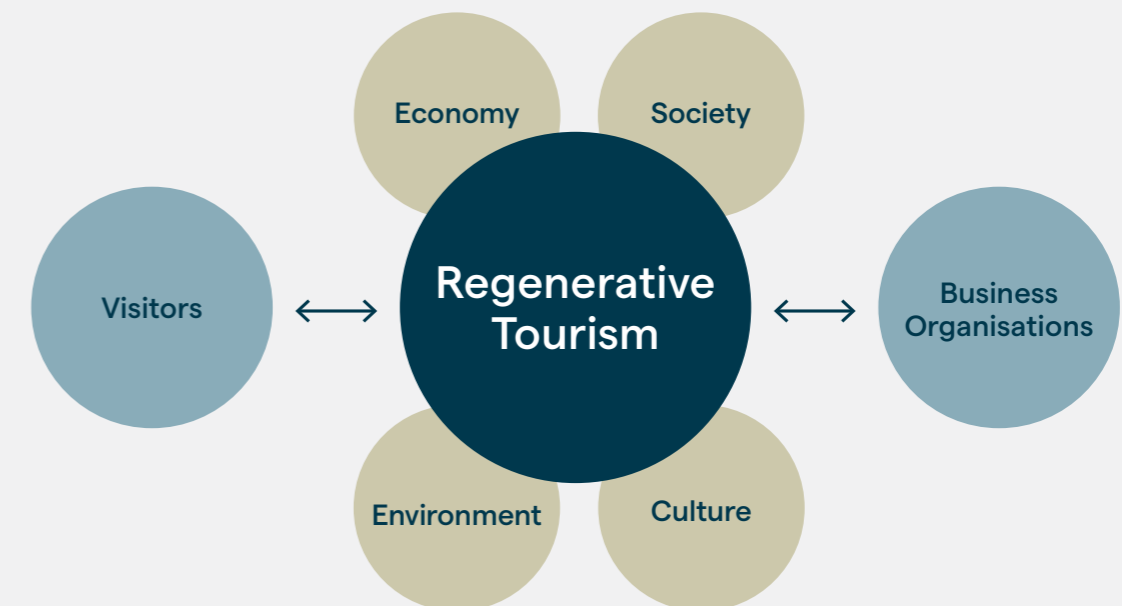 Economy
Society
Visitors
Regenerative
Tourism
Business
Organisations
Environment
Culture